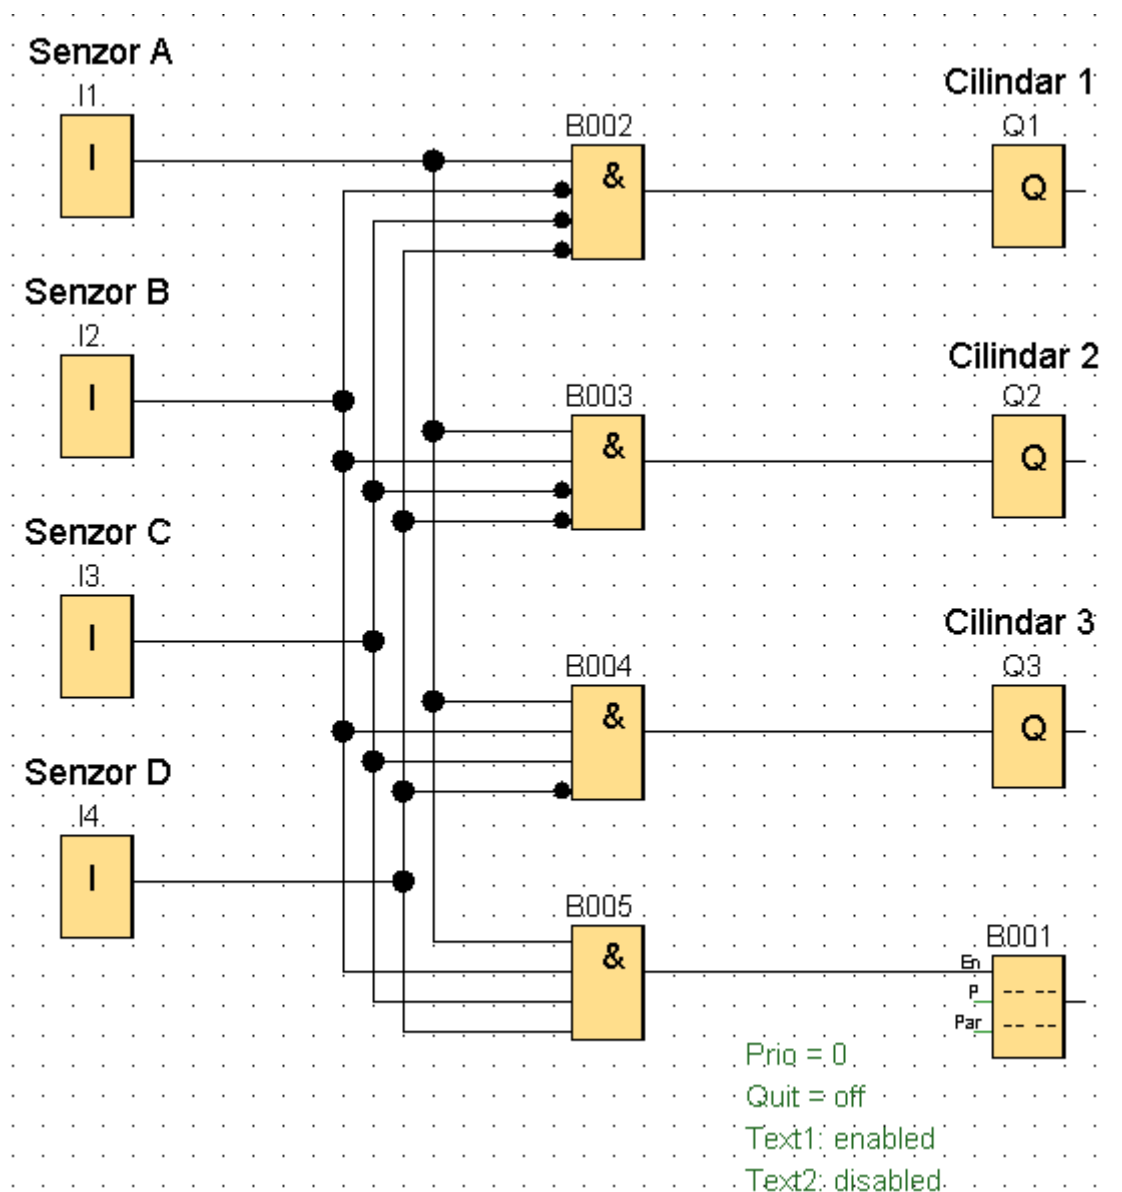 Senzor A
I1
I
Cilindar 1
B002
&
Q1
Q
Senzor B
I2
I
Cilindar 2
B003
&
Q2
Q
Senzor C
I3
I
Cilindar 3
B004
&
Q3
Q
Senzor D
I4
I
B005
&
B001
En
P
Par
Prio = 0
Quit = off
Text1: enabled
Text2: disabled